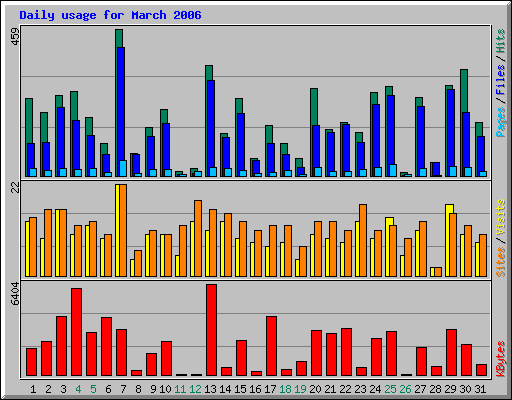 Daily usage for March 2006
459
22
6404
Pages/Files/Hits
Sites/Visits
KBytes
1 2 3 4 5 6 7 8 9 10 11 12 13 14 15 16 17 18 19 20 21 22 23 24 25 26 27 28 29 30 31